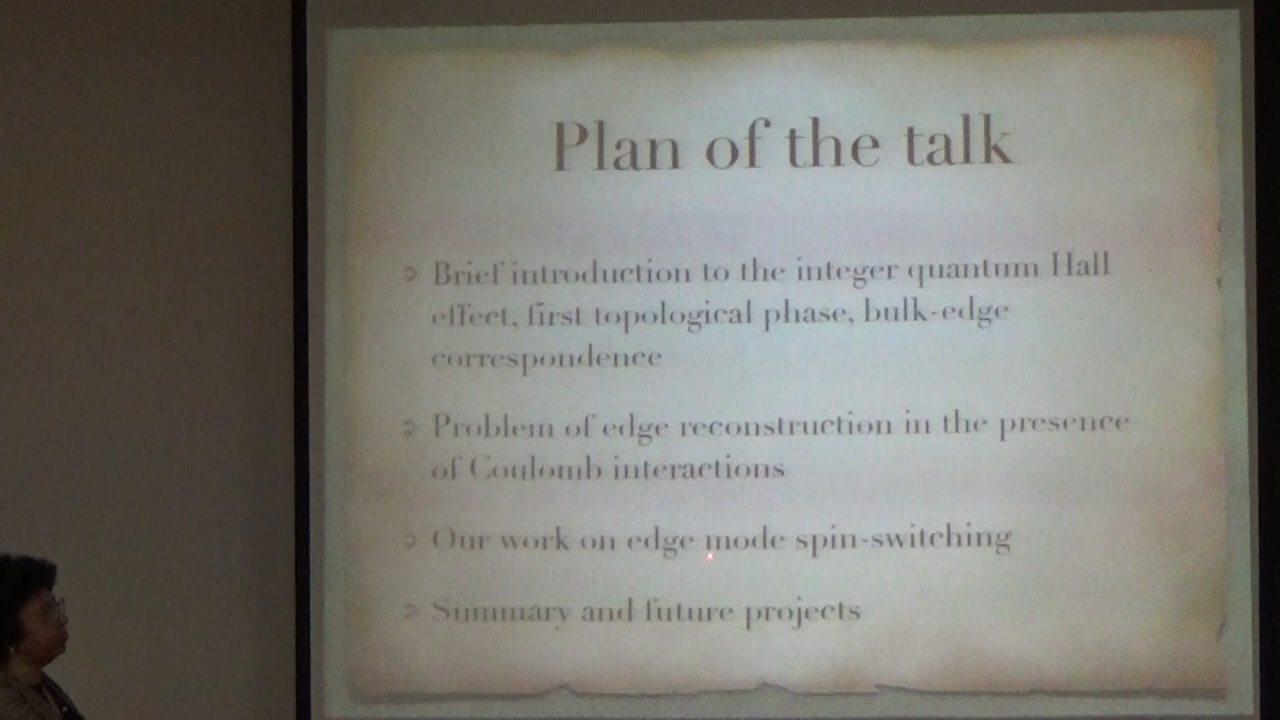 Plan of the talk
Brief introduction to the integer quantum Hall
effect, first topological phase, bulk-edge
correspondence
Problem of edge reconstruction in the presence
of Coulomb interactions
Our work on edge mode spin-switching
Summary and future projects